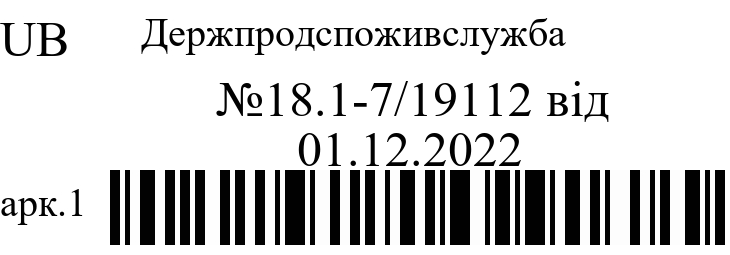 UB Держпродспоживслужба
№18.1-7/19112 від
01.12.2022
арк.1